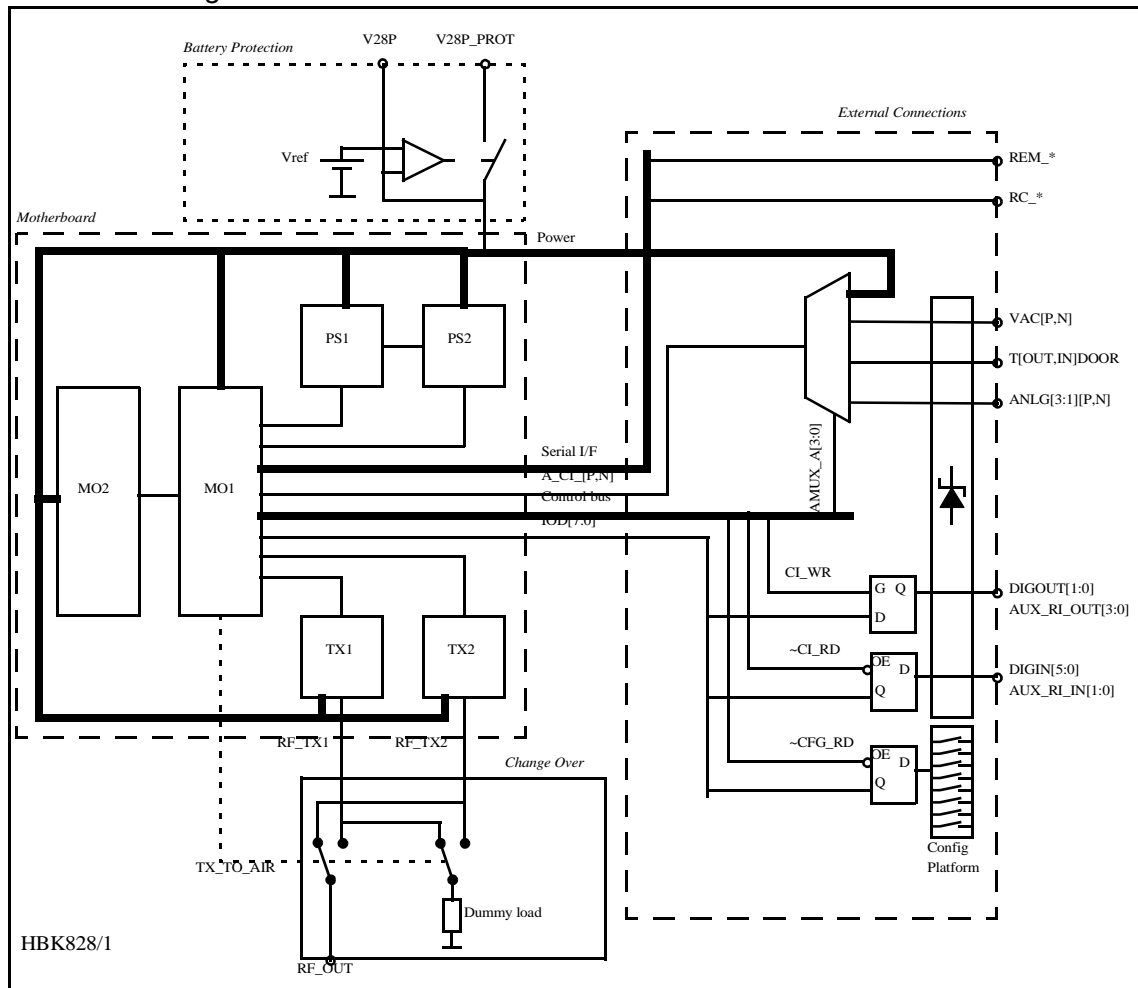 V28P
V28P_PROT
Battery Protection
External Connections
Vref
REM_*
RC_*
Motherboard
Power
PS1
PS2
VAC[P,N]
T[OUT,IN]DOOR
ANLG[3:1][P,N]
AMUX_A[3:0]
Serial I/F
A_CI_[P,N]
Control bus
IOD[7:0]
MO2
MO1
CI_WR
G Q
D
DIGOUT[1:0]
AUX_RI_OUT[3:0]
TX1
TX2
~CI_RD
OE
D
Q
DIGIN[5:0]
AUX_RI_IN[1:0]
RF_TX1
RF_TX2
~CFG_RD
OE
D
Q
Change Over
Config
Platform
TX_TO_AIR
Dummy load
HBK828/1
RF_OUT